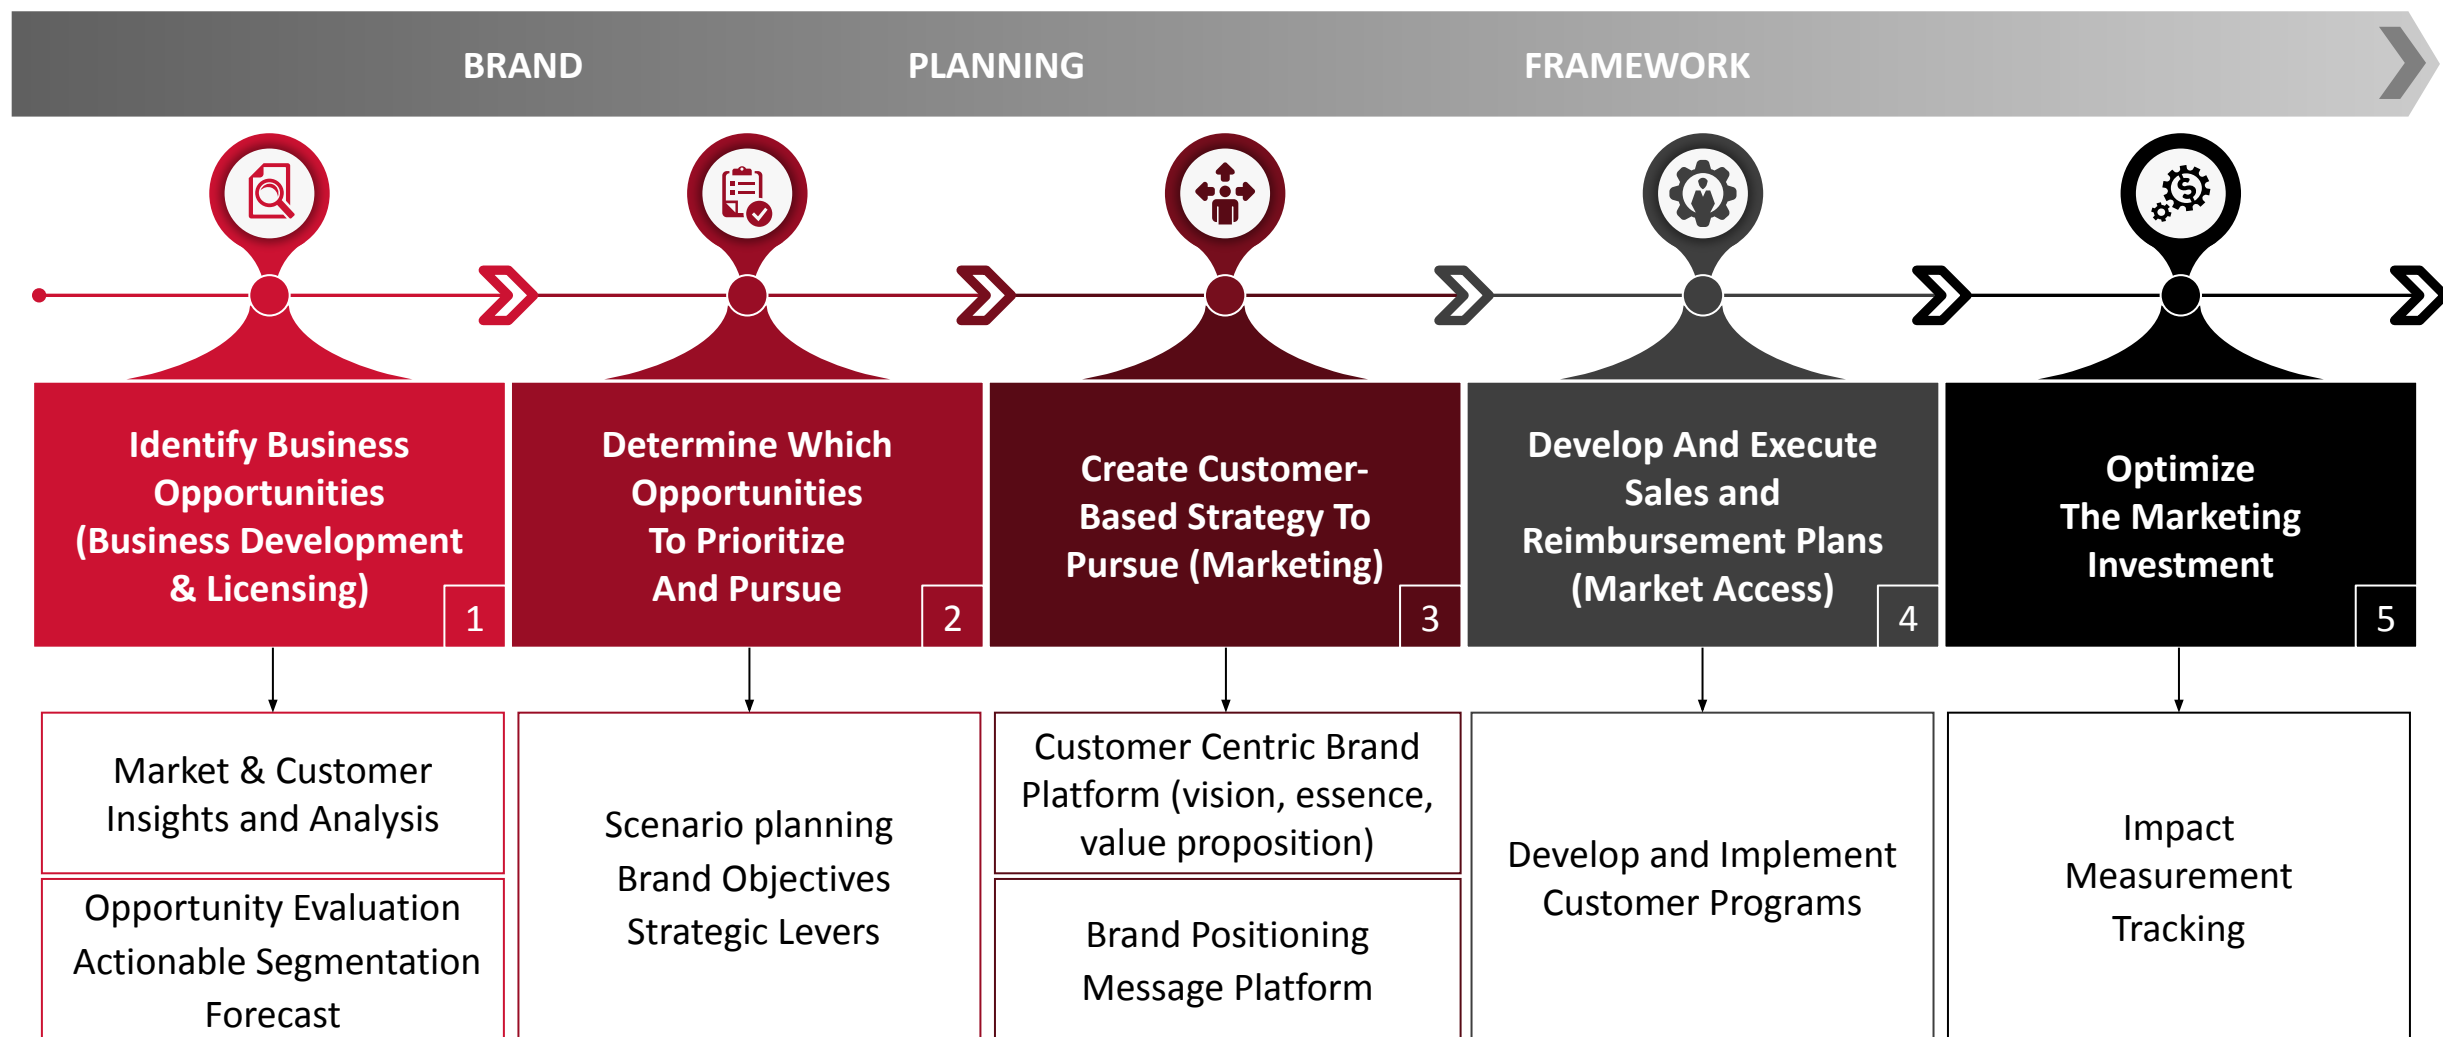 BRAND PLANNING FRAMEWORK
Identify Business
Opportunities
(Business Development
& Licensing)
1
Determine Which
Opportunities
To Prioritize
And Pursue
2
Create Customer-
Based Strategy To
Pursue (Marketing)
3
Develop And Execute
Sales and
Reimbursement Plans
(Market Access)
4
Optimize
The Marketing
Investment
5
Market & Customer
Insights and Analysis
Opportunity Evaluation
Actionable Segmentation
Forecast
Scenario planning
Brand Objectives
Strategic Levers
Customer Centric Brand
Platform (vision, essence,
value proposition)
Brand Positioning
Message Platform
Develop and Implement
Customer Programs
Impact
Measurement
Tracking